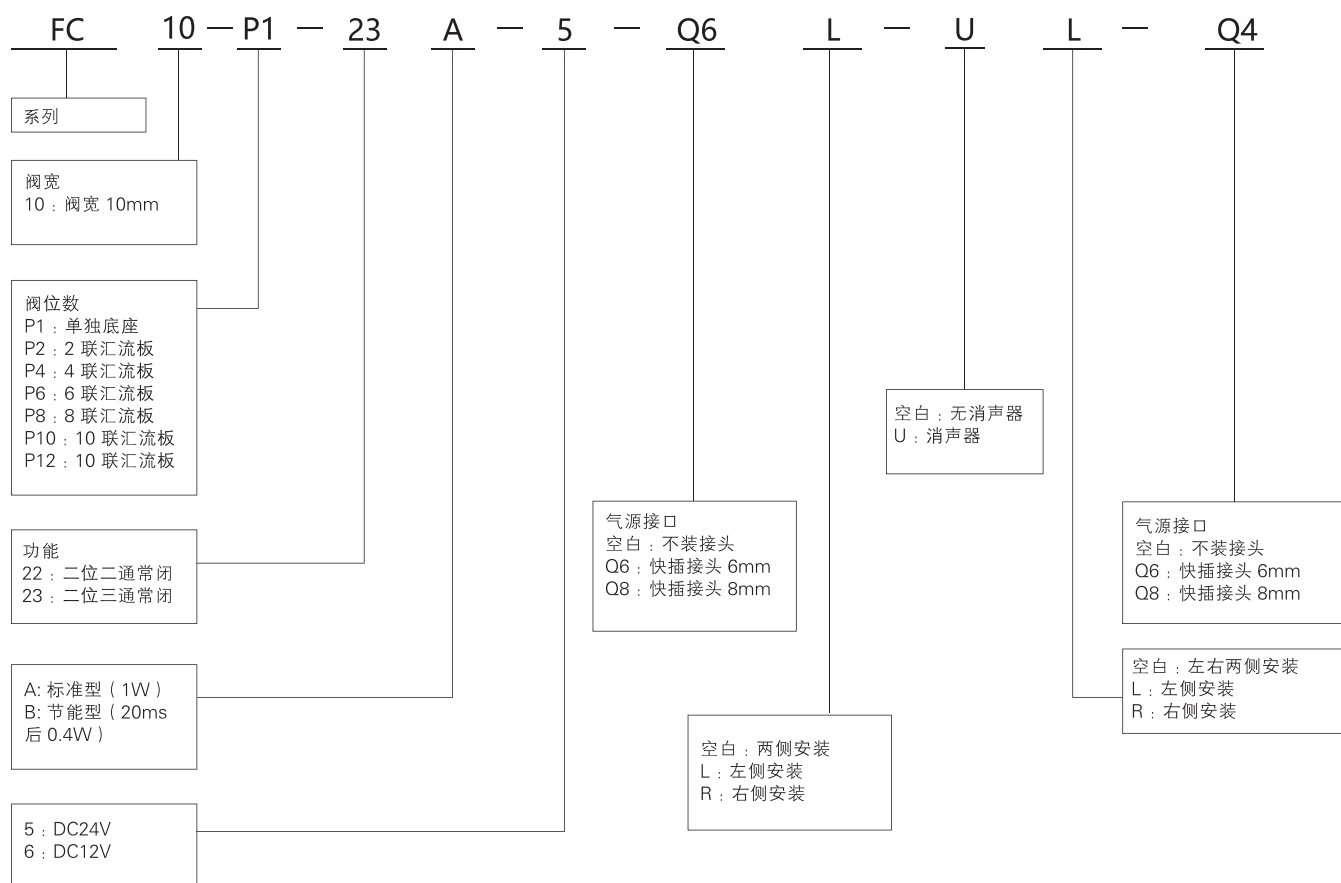 FC 10 — P1 — 23 A — 5 — Q6 L — U L — Q4
系列
阀宽
10 : 阀宽 10mm
阀位数
P1 : 单独底座
P2 : 2 联汇流板
P4 : 4 联汇流板
P6 : 6 联汇流板
P8 : 8 联汇流板
P10 : 10 联汇流板
P12 : 10 联汇流板
功能
22 : 二位二通常闭
23 : 二位三通常闭
A: 标准型 ( 1W )
B: 节能型 ( 20ms
后 0.4W )
5 : DC24V
6 : DC12V
气源接口
空白 : 不装接头
Q6 : 快插接头 6mm
Q8 : 快插接头 8mm
空白 : 两侧安装
L : 左侧安装
R : 右侧安装
空白 : 无消声器
U : 消声器
气源接口
空白 : 不装接头
Q6 : 快插接头 6mm
Q8 : 快插接头 8mm
空白 : 左右两侧安装
L : 左侧安装
R : 右侧安装